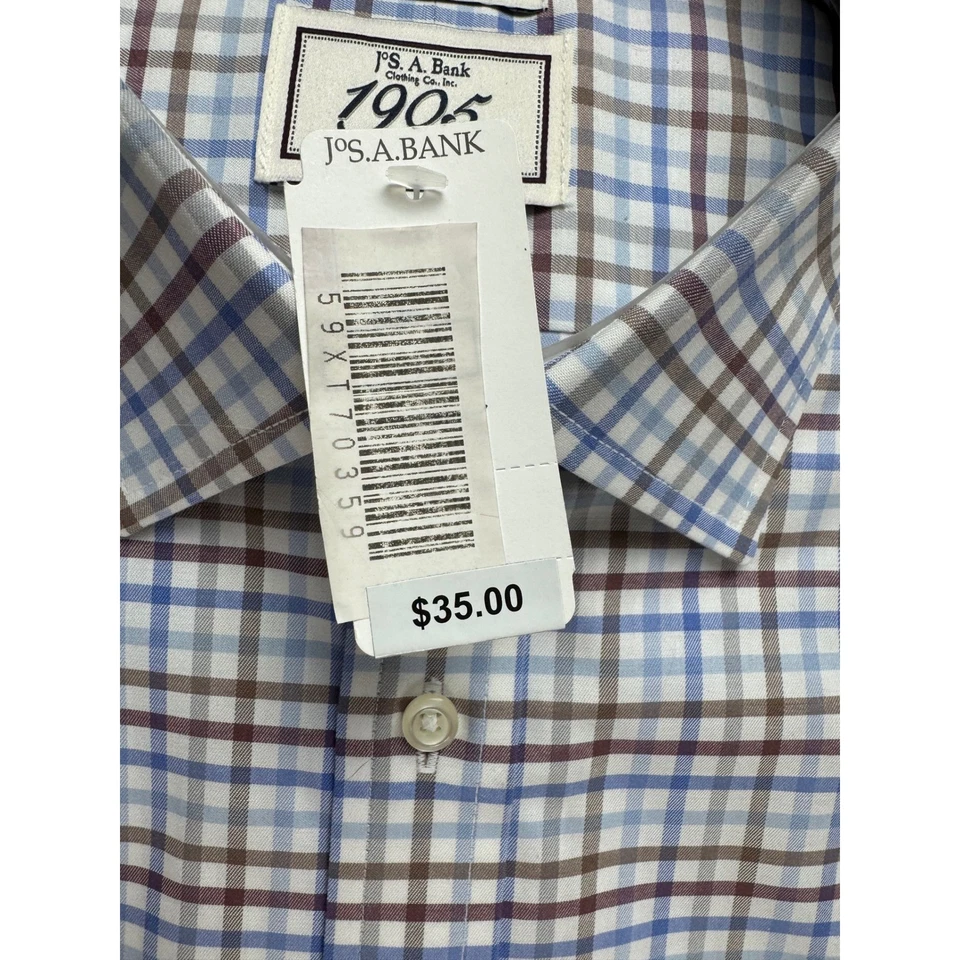 JoS. A. Bank
Clothing Co., Inc.
1905
JoS.A.BANK
59XT70359
$35.00